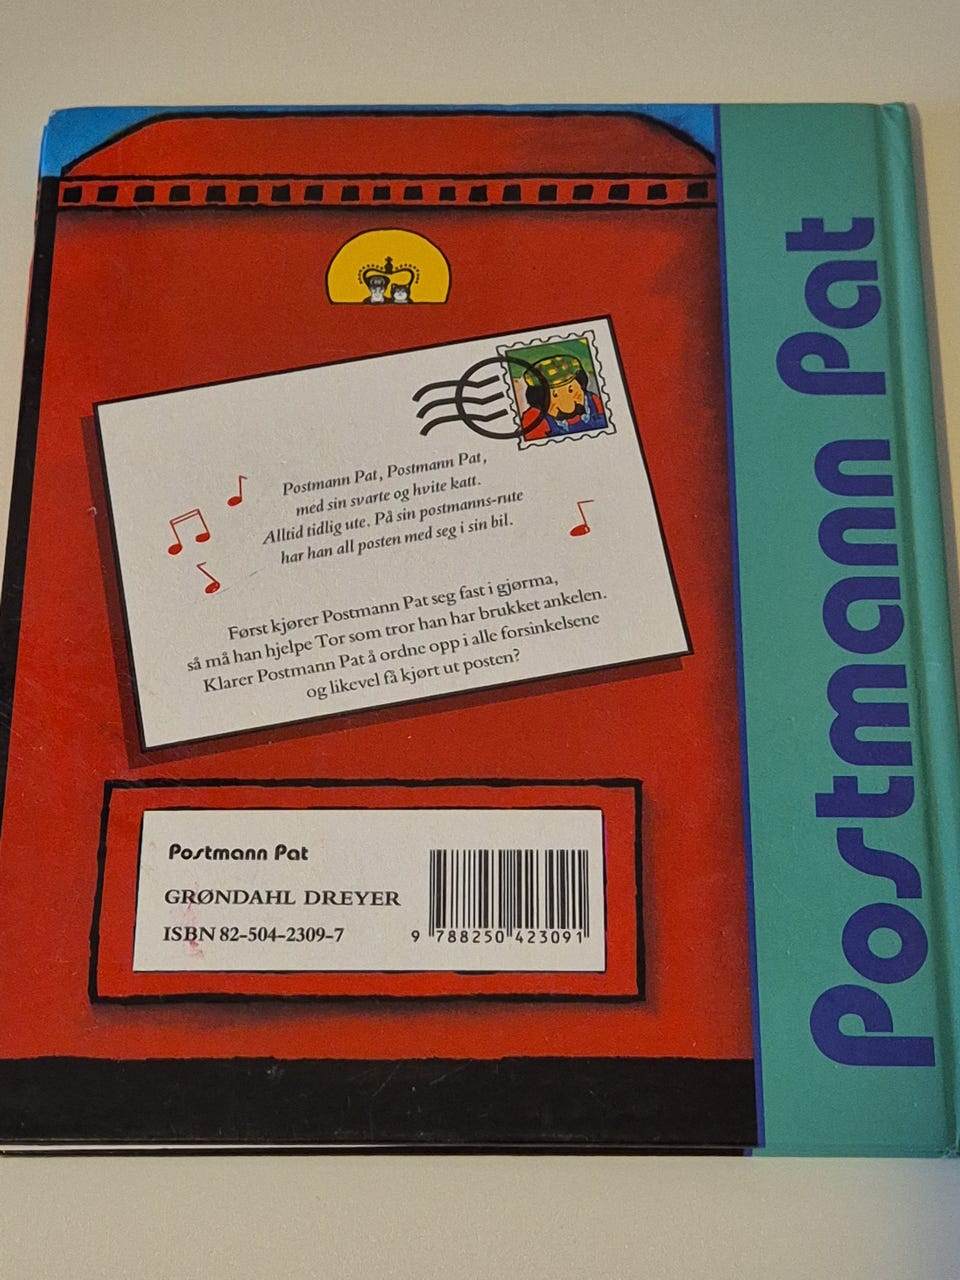 Postmann Pat, Postmann Pat,
med sin svarte og hvite katt.
Alltid tidlig ute. På sin postmanns-rute
har han all posten med seg i sin bil.
Først kjører Postmann Pat seg fast i gjørma,
så må han hjelpe Tor som tror han har brukket ankelen.
Klarer Postmann Pat å ordne opp i alle forsinkelsene
og likevel få kjørt ut posten?
Postmann Pat
GRØNDAHL DREYER
ISBN 82-504-2309-7
9 788250 423091
Postmann Pat